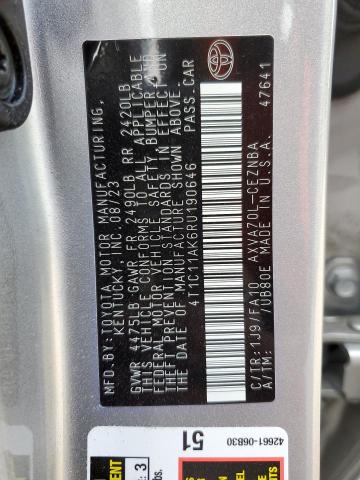 MFD.BY:TOYOTA MOTOR MANUFACTURING,
KENTUCKY, INC.08/23
GVWR 4475LB GAWR FR 2490LB RR 2420LB
THIS VEHICLE CONFORMS TO ALL APPLICABLE
FEDERAL MOTOR VEHICLE SAFETY, BUMPER, AND
THEFT PREVENTION STANDARDS IN EFFECT ON
THE DATE OF MANUFACTURE SHOWN ABOVE.
4T1C11AK6RU190646 PASS.CAR
C/TR:1J9/FA10 AXVA70L-CEZNBA
A/TM: /UB80E MADE IN U.S.A. 47641
51
42661-06B30
3